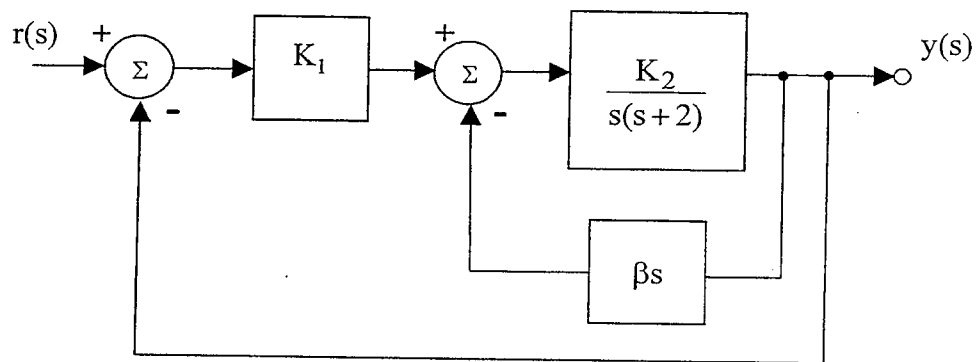 r(s)
+
Σ
-
K₁
+
Σ
-
K₂
s(s+2)
y(s)
βs